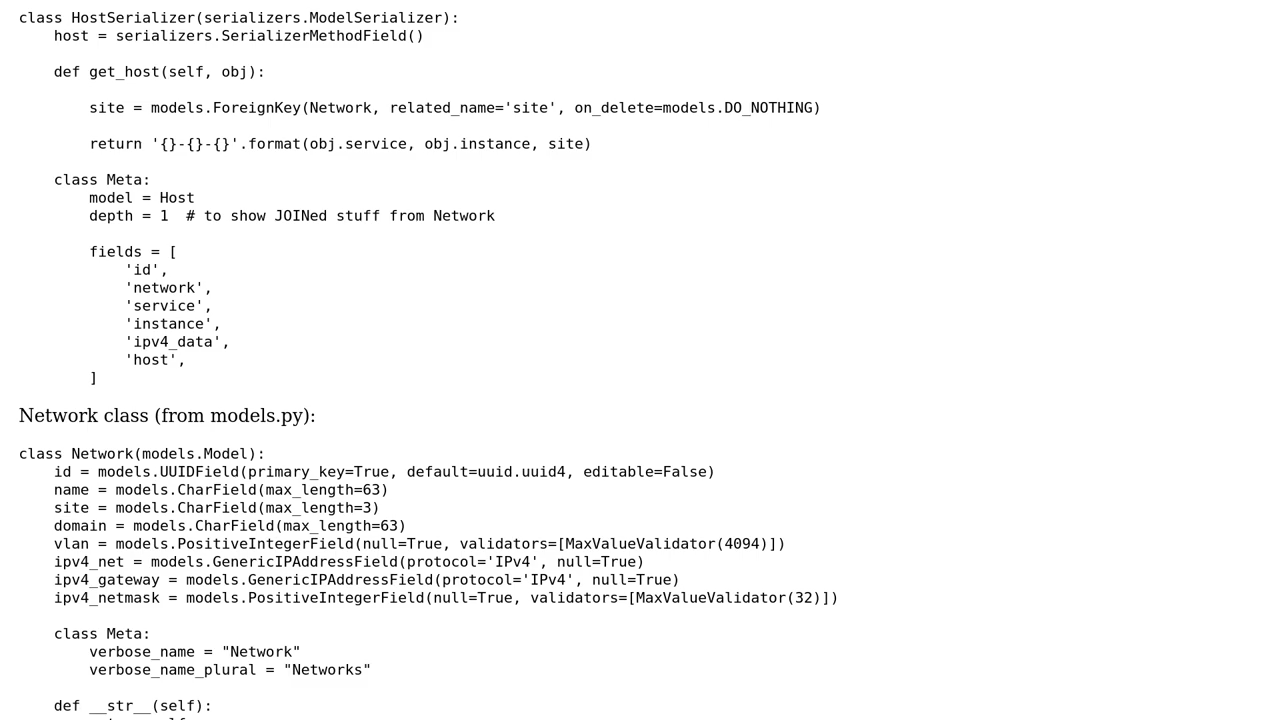 class HostSerializer(serializers.ModelSerializer):
    host = serializers.SerializerMethodField()

    def get_host(self, obj):

        site = models.ForeignKey(Network, related_name='site', on_delete=models.DO_NOTHING)

        return '{}-{}-{}'.format(obj.service, obj.instance, site)

    class Meta:
        model = Host
        depth = 1  # to show JOINed stuff from Network

        fields = [
            'id',
            'network',
            'service',
            'instance',
            'ipv4_data',
            'host',
        ]

Network class (from models.py):

class Network(models.Model):
    id = models.UUIDField(primary_key=True, default=uuid.uuid4, editable=False)
    name = models.CharField(max_length=63)
    site = models.CharField(max_length=3)
    domain = models.CharField(max_length=63)
    vlan = models.PositiveIntegerField(null=True, validators=[MaxValueValidator(4094)])
    ipv4_net = models.GenericIPAddressField(protocol='IPv4', null=True)
    ipv4_gateway = models.GenericIPAddressField(protocol='IPv4', null=True)
    ipv4_netmask = models.PositiveIntegerField(null=True, validators=[MaxValueValidator(32)])

    class Meta:
        verbose_name = "Network"
        verbose_name_plural = "Networks"

    def __str__(self):